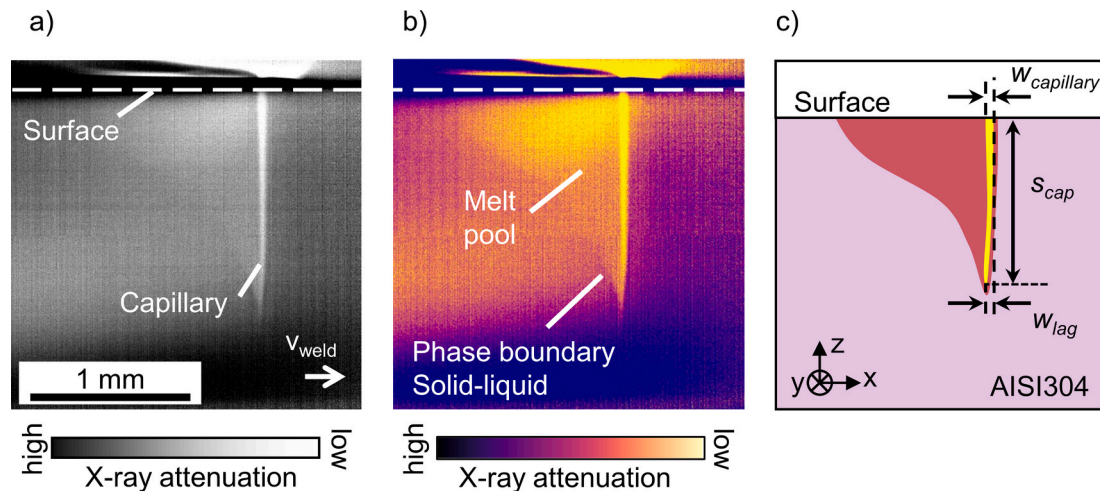 a)
b)
c)
Surface
Capillary
v_weld
1 mm
high
low
X-ray attenuation
Melt
pool
Phase boundary
Solid-liquid
high
low
X-ray attenuation
w_capillary
Surface
s_cap
w_lag
z
y
x
AISI304